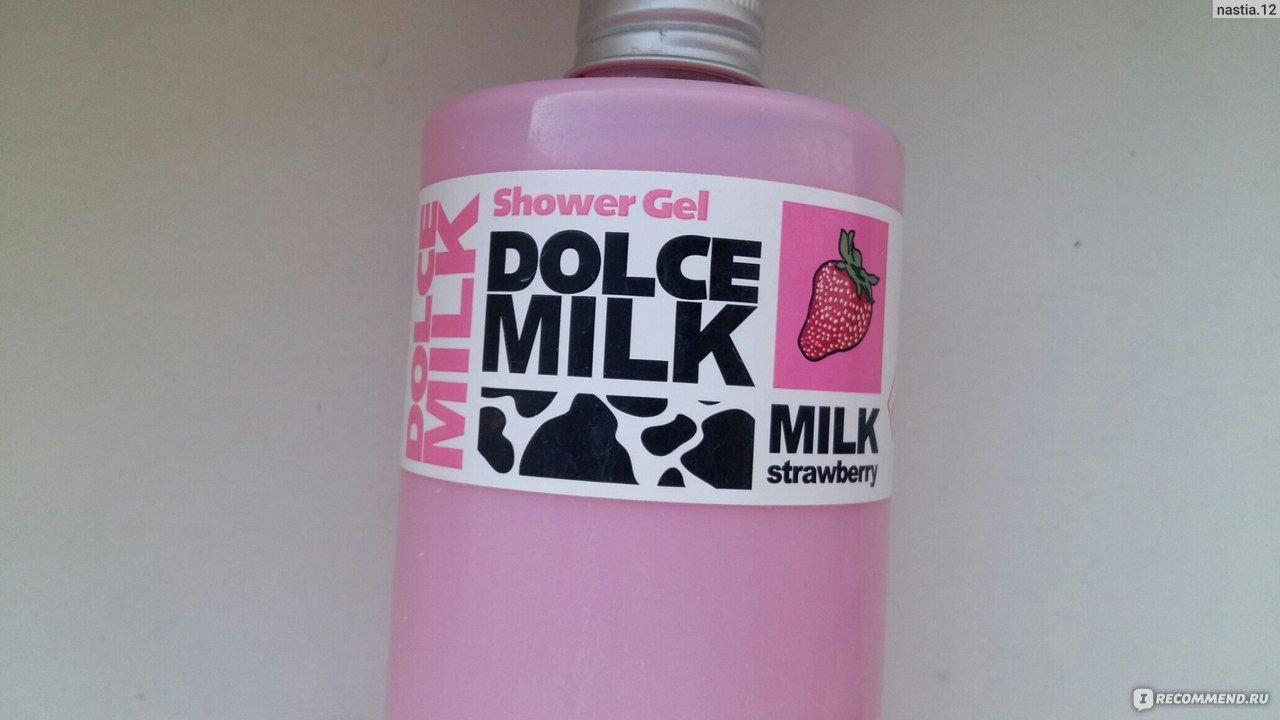 nastia.12
DOLCE
MILK
Shower Gel
DOLCE
MILK
MILK
strawberry
I RECOMMEND.RU